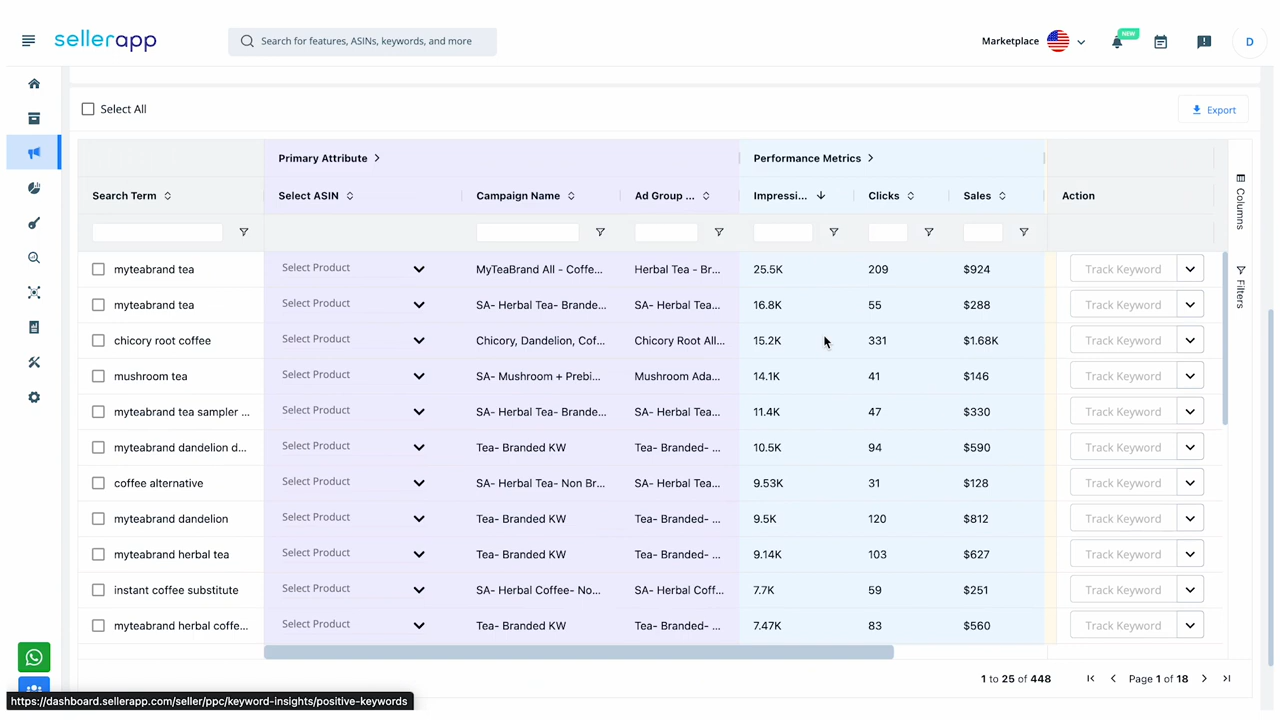 sellerapp
Search for features, ASINs, keywords, and more
Marketplace
NEW
D
Select All
Export
Primary Attribute
Performance Metrics
Search Term
Select ASIN
Campaign Name
Ad Group ...
Impressi...
Clicks
Sales
Action
Columns
Filters
myteabrand tea Select Product MyTeaBrand All - Coffe... Herbal Tea - Br... 25.5K 209 $924 Track Keyword
myteabrand tea Select Product SA- Herbal Tea- Brande... SA- Herbal Tea... 16.8K 55 $288 Track Keyword
chicory root coffee Select Product Chicory, Dandelion, Cof... Chicory Root All... 15.2K 331 $1.68K Track Keyword
mushroom tea Select Product SA- Mushroom + Prebi... Mushroom Ada... 14.1K 41 $146 Track Keyword
myteabrand tea sampler ... Select Product SA- Herbal Tea- Brande... SA- Herbal Tea... 11.4K 47 $330 Track Keyword
myteabrand dandelion d... Select Product Tea- Branded KW Tea- Branded- ... 10.5K 94 $590 Track Keyword
coffee alternative Select Product SA- Herbal Tea- Non Br... SA- Herbal Tea... 9.53K 31 $128 Track Keyword
myteabrand dandelion Select Product Tea- Branded KW Tea- Branded- ... 9.5K 120 $812 Track Keyword
myteabrand herbal tea Select Product Tea- Branded KW Tea- Branded- ... 9.14K 103 $627 Track Keyword
instant coffee substitute Select Product SA- Herbal Coffee- No... SA- Herbal Coff... 7.7K 59 $251 Track Keyword
myteabrand herbal coffe... Select Product Tea- Branded KW Tea- Branded- ... 7.47K 83 $560 Track Keyword
1 to 25 of 448
Page 1 of 18
https://dashboard.sellerapp.com/seller/ppc/keyword-insights/positive-keywords